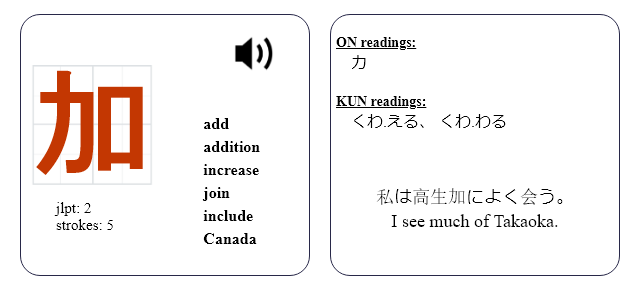 加
jlpt: 2
strokes: 5
add
addition
increase
join
include
Canada
ON readings:
カ
KUN readings:
くわ.える、 くわ.わる
私は高生加によく会う。
I see much of Takaoka.